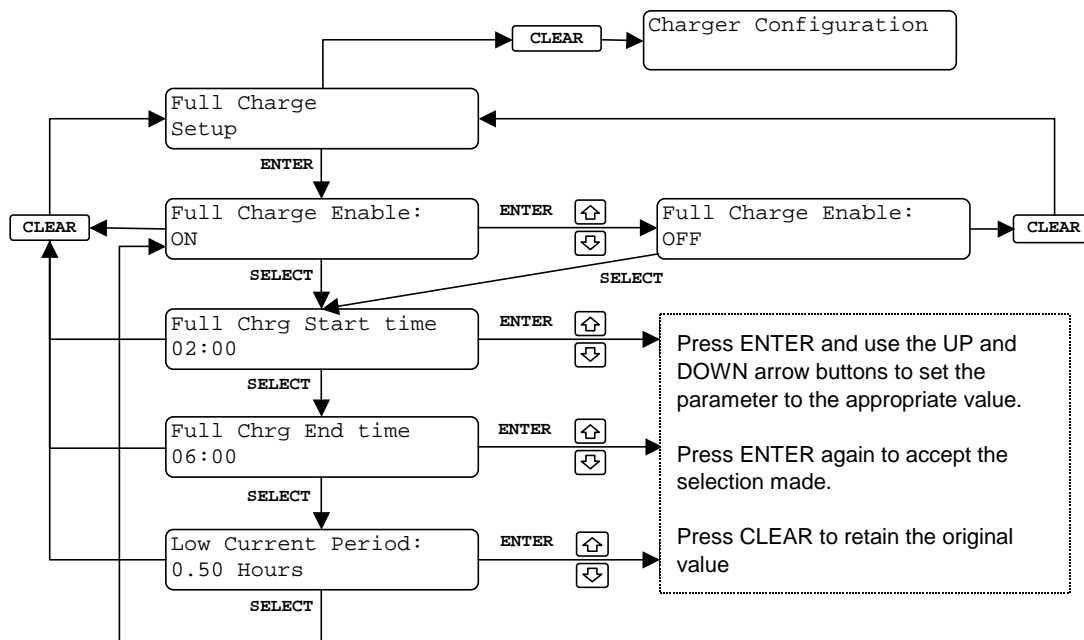 CLEAR
Charger Configuration
Full Charge
Setup
ENTER
Full Charge Enable:
ON
ENTER
Full Charge Enable:
OFF
CLEAR
CLEAR
SELECT
SELECT
Full Chrg Start time
02:00
ENTER
SELECT
Full Chrg End time
06:00
ENTER
SELECT
Low Current Period:
0.50 Hours
ENTER
SELECT
Press ENTER and use the UP and
DOWN arrow buttons to set the
parameter to the appropriate value.
Press ENTER again to accept the
selection made.
Press CLEAR to retain the original
value